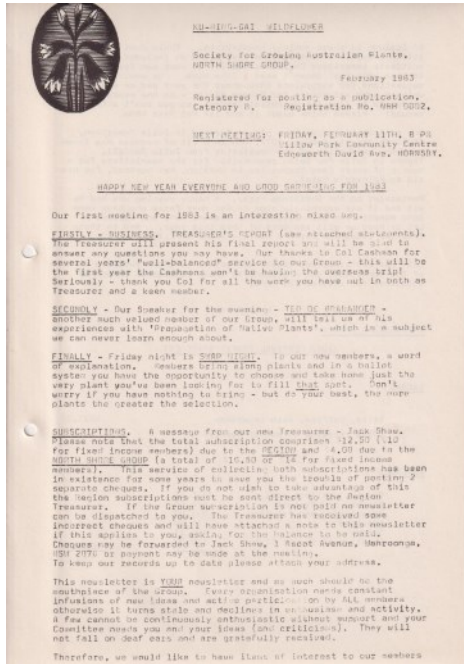 KU-RING-GAI WILDFLOWER
Society for Growing Australian Plants.
NORTH SHORE GROUP.
February 1983
Registered for posting as a publication.
Category B. Registration No.
NEXT MEETING: FRIDAY, FEBRUARY 11TH, 8 PM
Willow Park Community Centre
Edgeworth David Ave, HORNSBY.
HAPPY NEW YEAR EVERYONE AND GOOD GARDENING FOR 1983
Our first meeting for 1983 is an interesting mixed bag.
FIRSTLY - BUSINESS. TREASURER'S REPORT (see attached statements).
The Treasurer will present his final report and will be glad to
answer any questions you may have. Our thanks to Col Cashman for
several years' "well-balanced" service to our Group - this will be
the first year the Cashmans won't be having the overseas trip!
Seriously - thank you Col for all the work you have put in both as
Treasurer and a keen member.
SECONDLY - Our Speaker for the evening -
another much valued member of our Group, will tell us of his
experiences with 'Propagation of Native Plants', which is a subject
we can never learn enough about.
FINALLY - Friday night is SWAP NIGHT. To our new members, a word
of explanation. Members bring along plants and in a ballot
system you have the opportunity to choose and take home just the
very plant you've been looking for to fill that spot. Don't
worry if you have nothing to bring - but do your best, the more
plants the greater the selection.
SUBSCRIPTIONS. A message from our new Treasurer - Jack Shaw.
Please note that the total subscription comprises $12.50 ($10
for fixed income members) due to the REGION and 4.00 due to the
NORTH SHORE GROUP (a total of 16.50 or 14 for fixed income
members). This service of collecting both subscriptions has been
in existence for some years to save you the trouble of posting 2
separate cheques. If you do not wish to take advantage of this
the Region subscriptions must be sent direct to the Region
Treasurer. If the Group subscription is not paid no newsletter
can be dispatched to you. The Treasurer has received some
incorrect cheques and will have attached a note to this newsletter
if this applies to you, asking for the balance to be paid.
Cheques may be forwarded to Jack Shaw, Ascot Avenue, Wahroonga,
NSW 2076 or payment may be made at the meeting.
To keep our records up to date please attach your address.
This newsletter is YOUR newsletter and as such should be the
mouthpiece of the Group. Every organisation needs constant
infusions of new ideas and active participation by ALL members
otherwise it turns stale and declines in enthusiasm and activity.
A few cannot be continuously enthusiastic without support and your
Committee needs you and your ideas (and criticism). They will
not fall on deaf ears and are gratefully received.
Therefore, we would like to have items of interest to our members